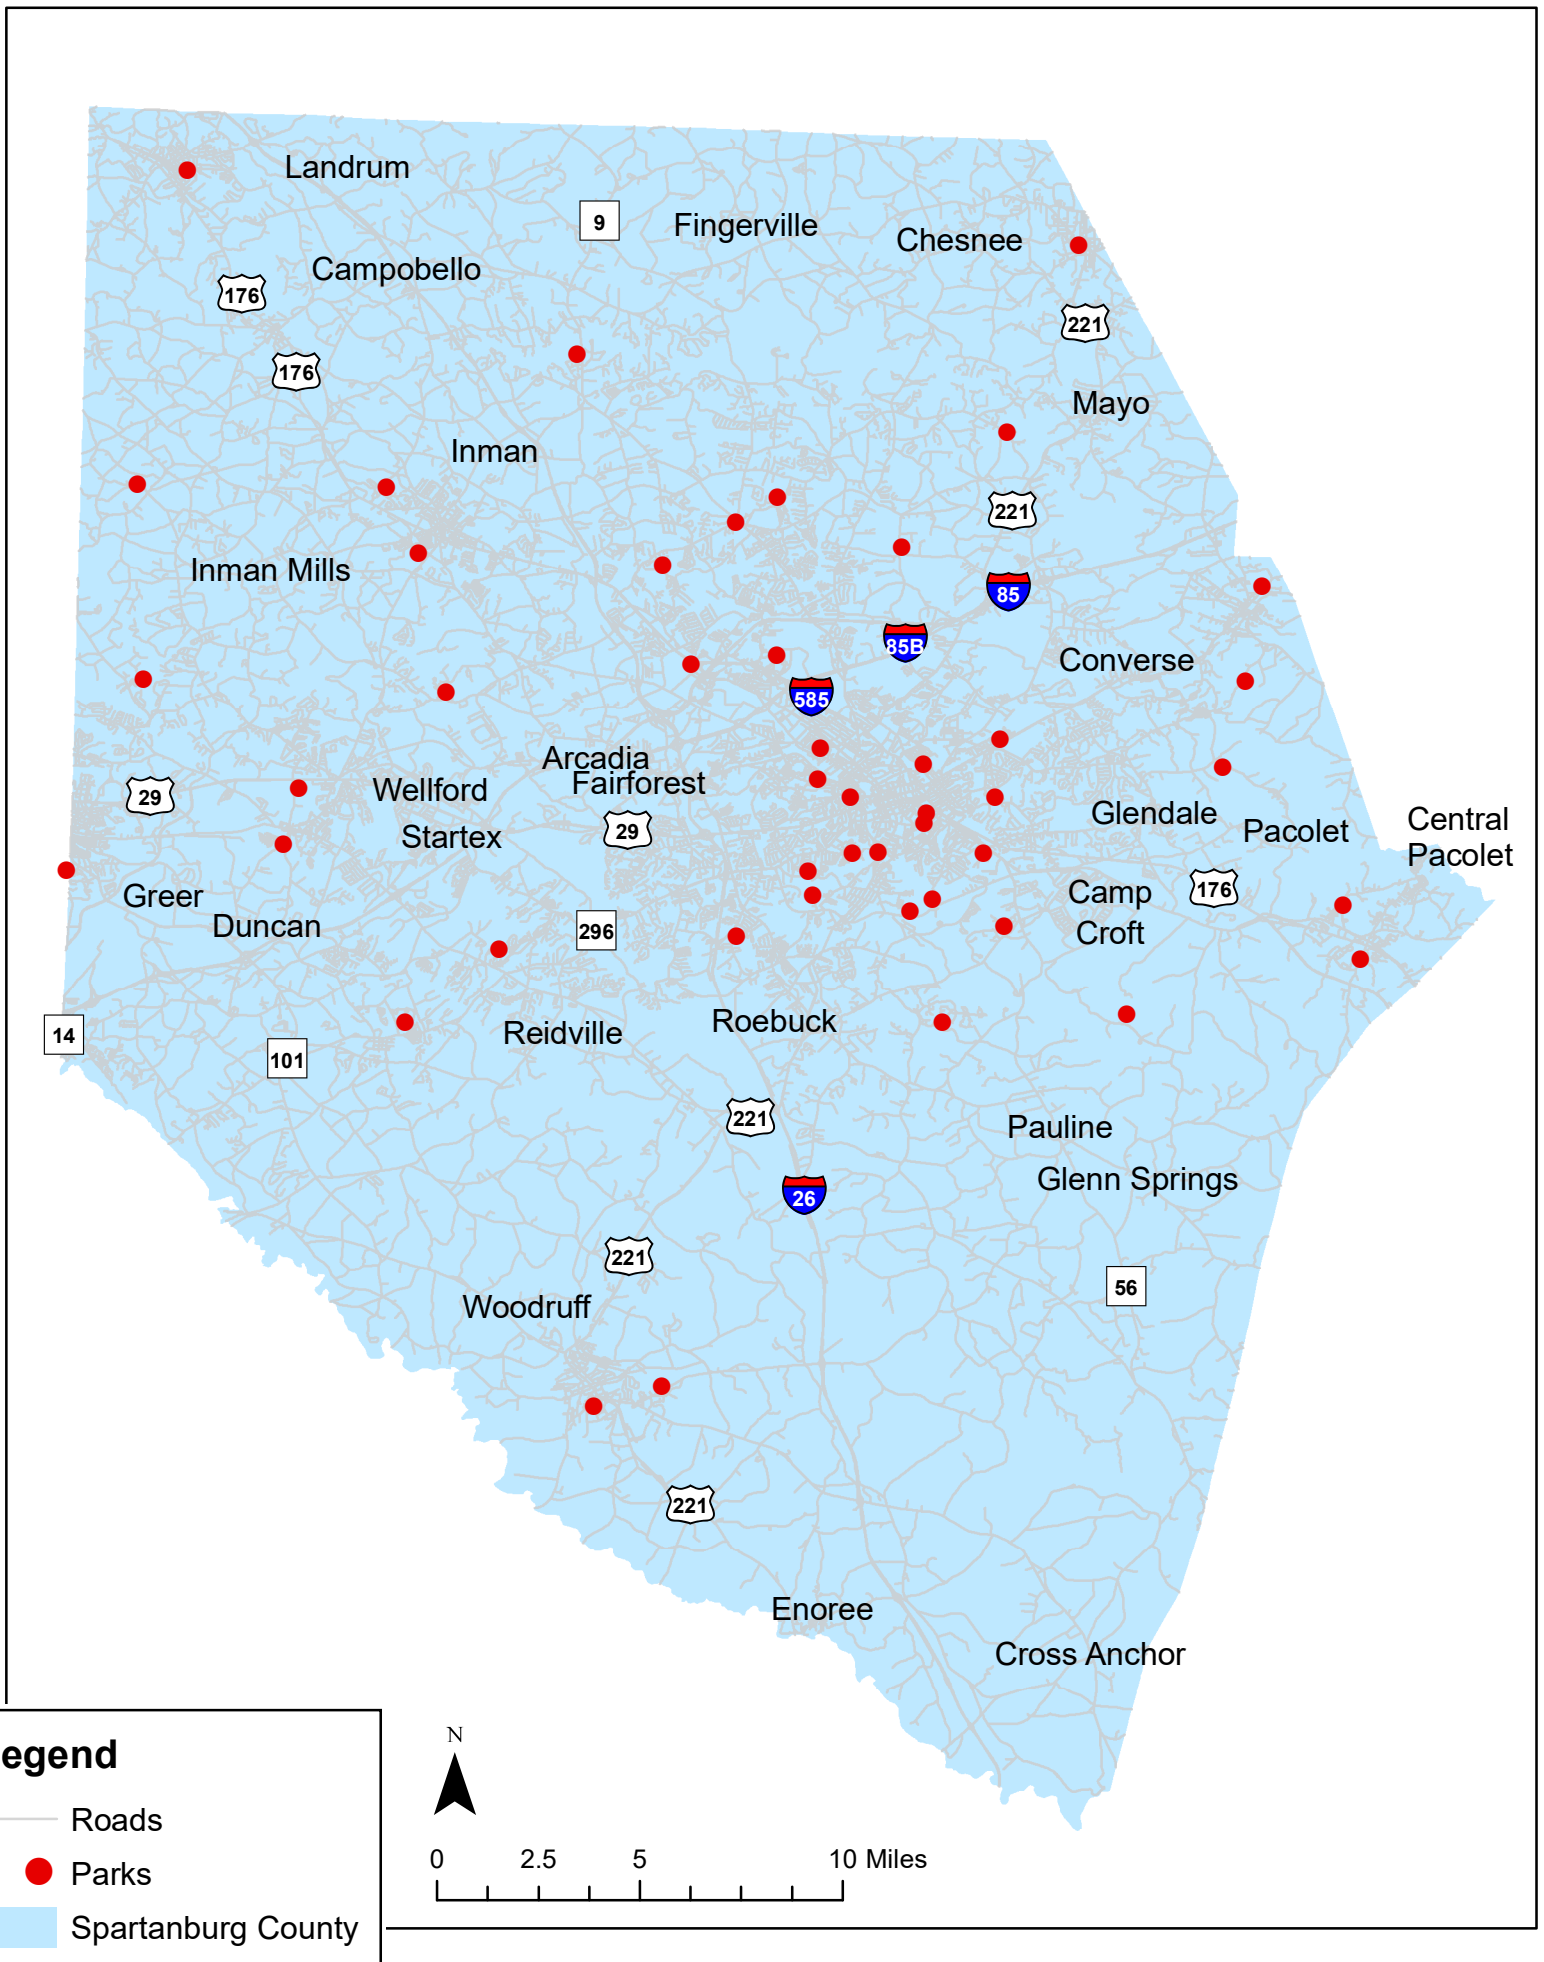 Landrum
9
Fingerville
Chesnee
Campobello
176
221
176
Mayo
Inman
221
Inman Mills
85
85B
Converse
585
Arcadia
Fairforest
Wellford
29
29
Startex
Glendale
Pacolet
Central
Pacolet
Greer
Duncan
296
Camp
Croft
176
14
101
Reidville
Roebuck
221
Pauline
Glenn Springs
26
221
56
Woodruff
221
Enoree
Cross Anchor
egend
Roads
Parks
Spartanburg County
N
0 2.5 5 10 Miles